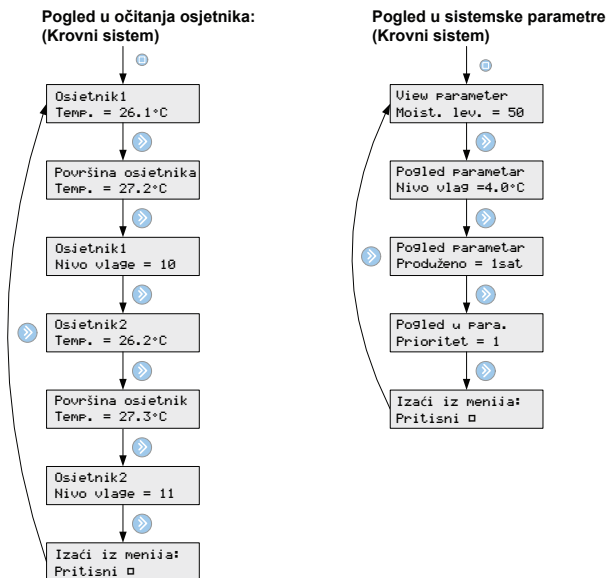 Pogled u očitanja osjetnika:
(Krovni sistem)
Osjetnik1
Temp. = 26.1°C
Površina osjetnika
Temp. = 27.2°C
Osjetnik1
Nivo vlage = 10
Osjetnik2
Temp. = 26.2°C
Površina osjetnik
Temp. = 27.3°C
Osjetnik2
Nivo vlage = 11
Izaći iz menija:
Pritisni □
Pogled u sistemske parametre
(Krovni sistem)
View parameter
Moist. lev. = 50
Pogled parametar
Nivo vlag =4.0°C
Pogled parametar
Produženo = 1sat
Pogled u para.
Prioritet = 1
Izaći iz menija:
Pritisni □